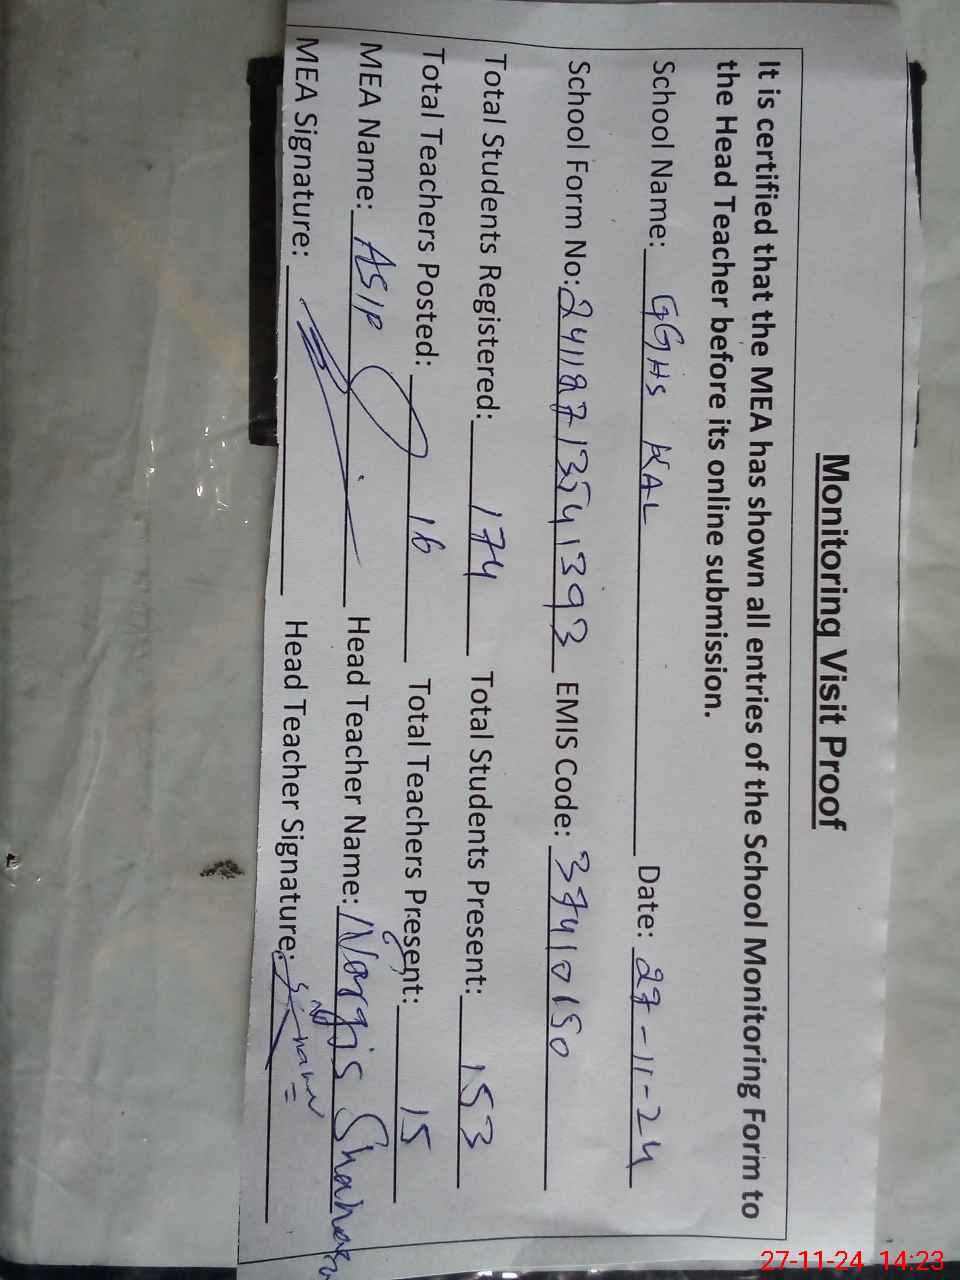 Monitoring Visit Proof
It is certified that the MEA has shown all entries of the School Monitoring Form to
the Head Teacher before its online submission.
School Name: GGHS KAL Date: 27-11-24
School Form No: 2411871354 1393 EMIS Code: 37410150
Total Students Registered: 174 Total Students Present: 153
Total Teachers Posted: 16 Total Teachers Present: 15
MEA Name: ASIF Head Teacher Name: Nargis Shaheen
MEA Signature: Head Teacher Signature:
27-11-24 14:23